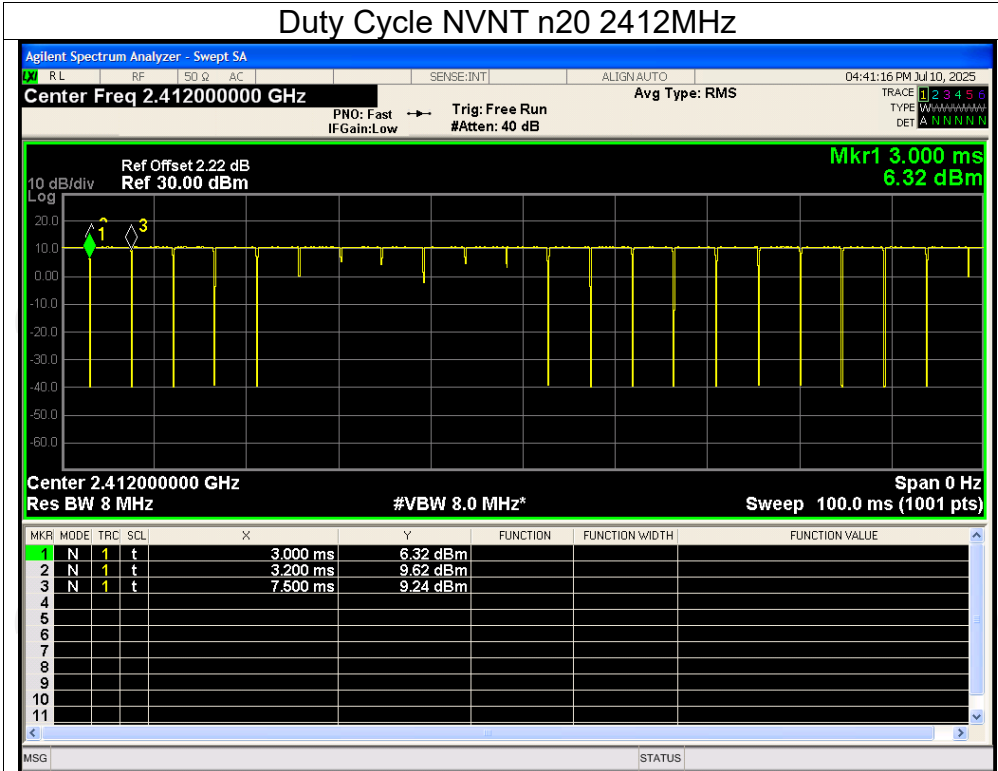 Duty Cycle NVNT n20 2412MHz
Agilent Spectrum Analyzer - Swept SA
LXI RL RF 50 Ω AC SENSE:INT ALIGN AUTO 04:41:16 PM Jul 10, 2025
Center Freq 2.412000000 GHz Avg Type: RMS TRACE 1 2 3 4 5 6
PNO: Fast Trig: Free Run TYPE WWWWWW
IFGain:Low #Atten: 40 dB DET A N N N N N
Mkr1 3.000 ms
6.32 dBm
Ref Offset 2.22 dB
10 dB/div Ref 30.00 dBm
Log
20.0
10.0
0.00
-10.0
-20.0
-30.0
-40.0
-50.0
-60.0
1 3
Center 2.412000000 GHz Span 0 Hz
Res BW 8 MHz #VBW 8.0 MHz* Sweep 100.0 ms (1001 pts)
MKR MODE TRC SCL X Y FUNCTION FUNCTION WIDTH FUNCTION VALUE
1 N 1 t 3.000 ms 6.32 dBm
2 N 1 t 3.200 ms 9.62 dBm
3 N 1 t 7.500 ms 9.24 dBm
4
5
6
7
8
9
10
11
MSG STATUS